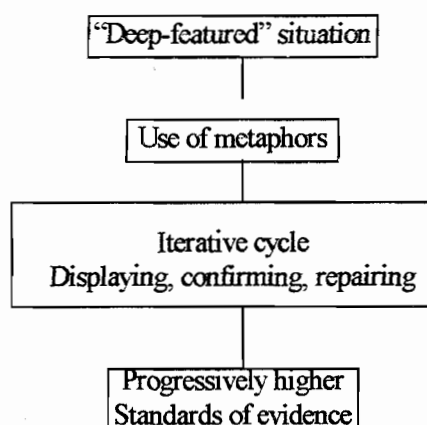 “Deep-featured” situation
Use of metaphors
Iterative cycle
Displaying, confirming, repairing
Progressively higher
Standards of evidence